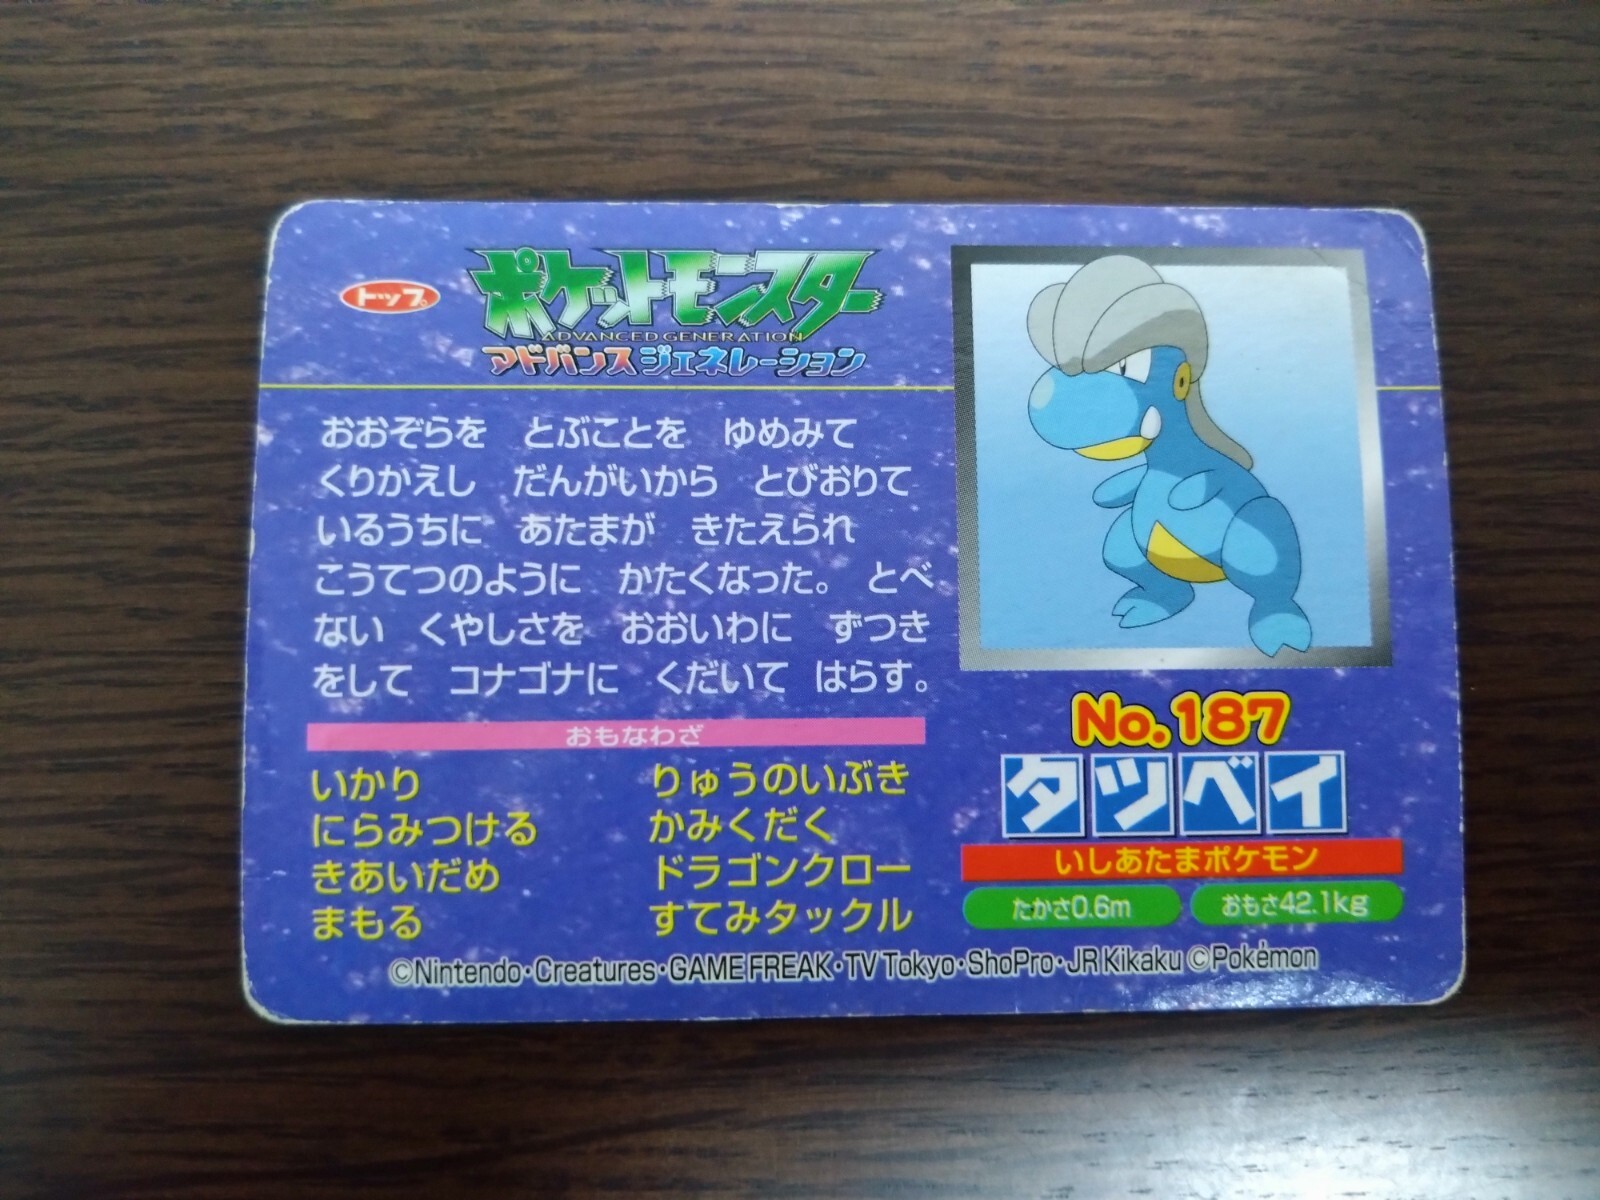 トップ
ポケットモンスター
ADVANCED GENERATION
アドバンスジェネレーション
おおぞらを とぶことを ゆめみて
くりかえし だんがいから とびおりて
いるうちに あたまが きたえられ
こうてつのように かたくなった。 とべ
ない くやしさを おおいわに ずつき
をして コナゴナに くだいて はらす。
おもなわざ
いかり りゅうのいぶき
にらみつける かみくだく
きあいだめ ドラゴンクロー
まもる すてみタックル
No.187
タツベイ
いしあたまポケモン
たかさ0.6m おもさ42.1kg
©Nintendo・Creatures・GAME FREAK・TV Tokyo・ShoPro・JR Kikaku ©Pokémon